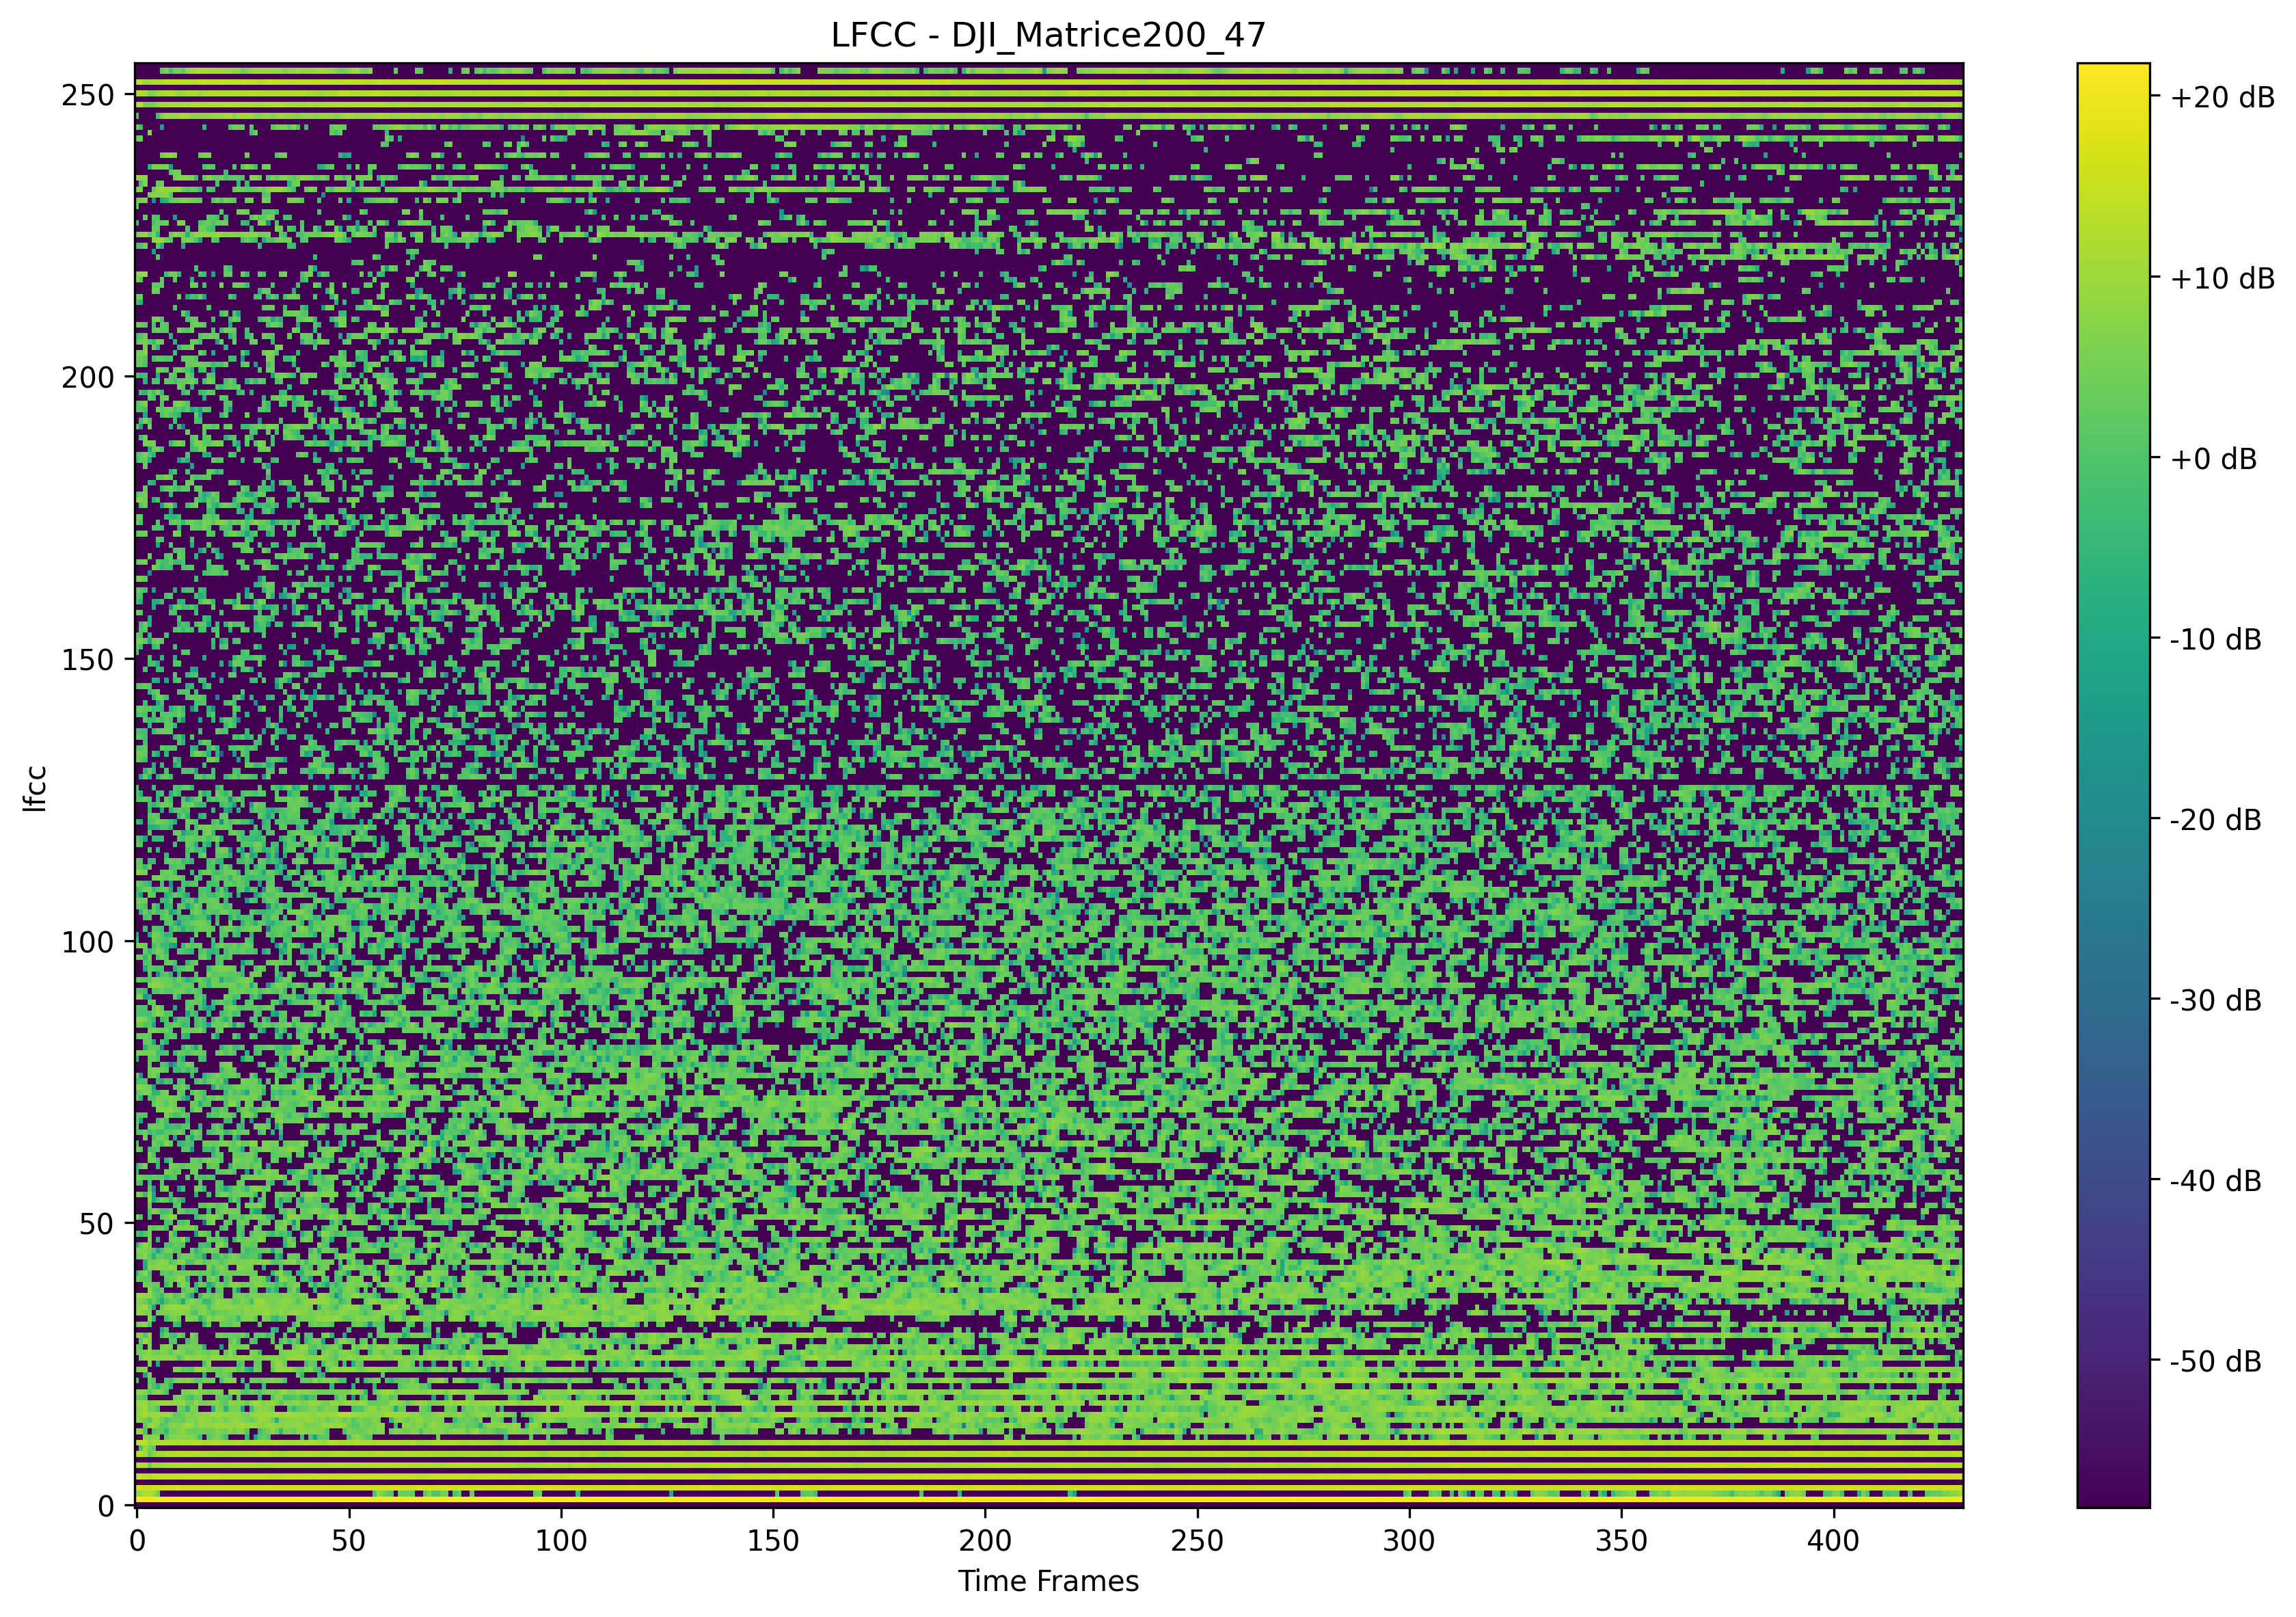 LFCC - DJI_Matrice200_47
250
200
150
100
50
0
lfcc
0 50 100 150 200 250 300 350 400
Time Frames
+20 dB
+10 dB
+0 dB
-10 dB
-20 dB
-30 dB
-40 dB
-50 dB